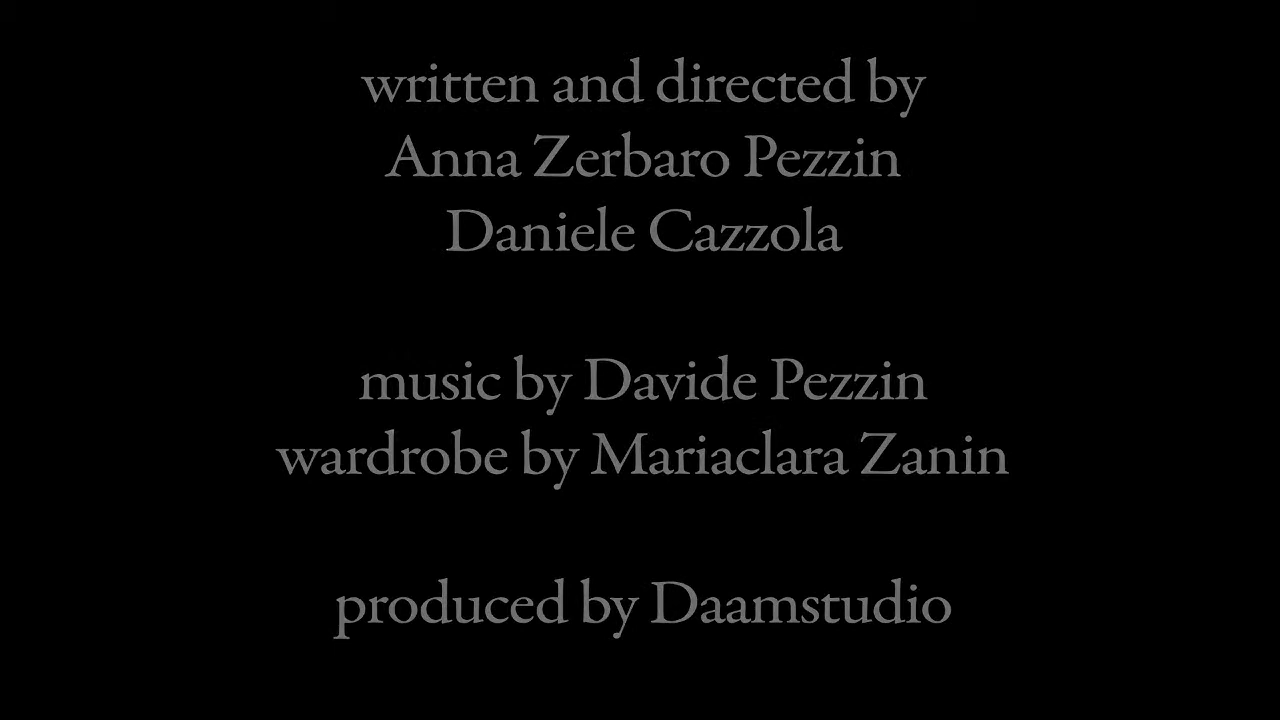 written and directed by
Anna Zerbaro Pezzin
Daniele Cazzola
music by Davide Pezzin
wardrobe by Mariaclara Zanin
produced by Daamstudio